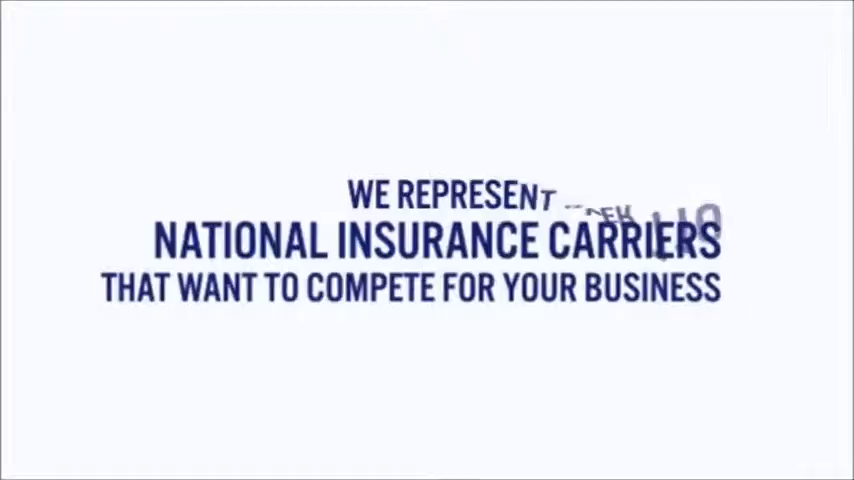 WE REPRESENT
NATIONAL INSURANCE CARRIERS
THAT WANT TO COMPETE FOR YOUR BUSINESS